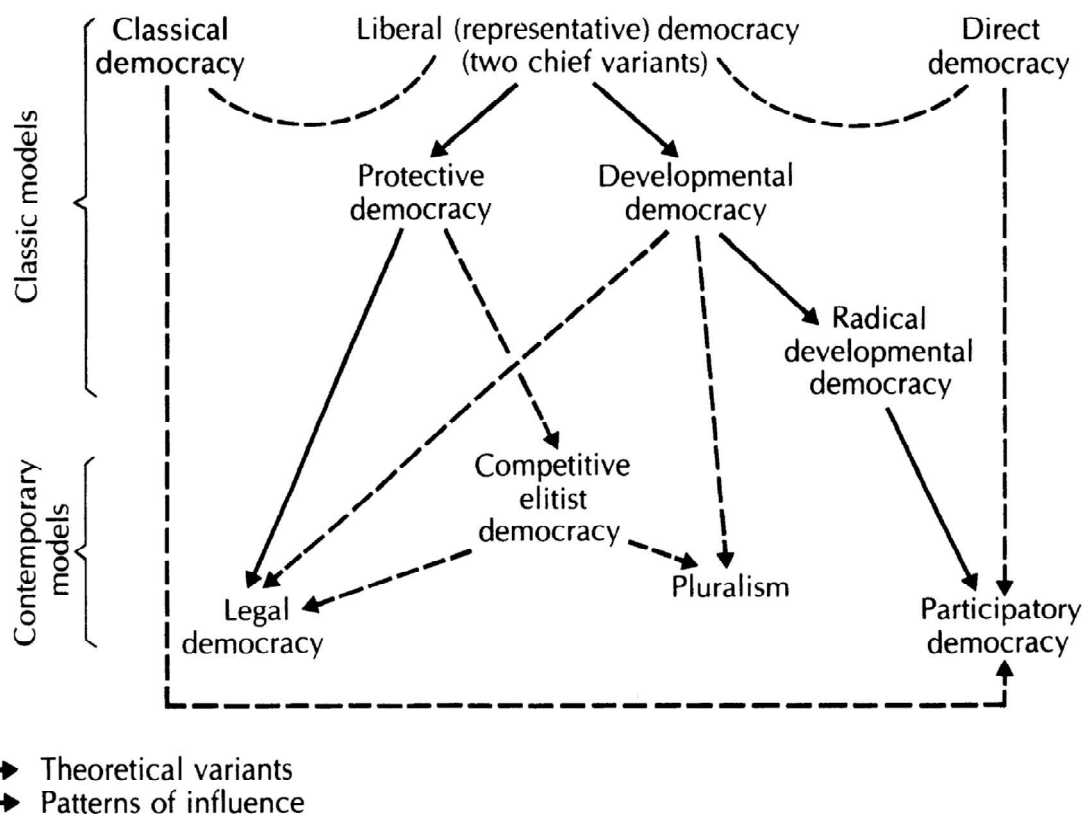 Classical
democracy
Liberal (representative) democracy
(two chief variants)
Direct
democracy
Classic models
Protective
democracy
Developmental
democracy
Radical
developmental
democracy
Contemporary
models
Competitive
elitist
democracy
Legal
democracy
Pluralism
Participatory
democracy
Theoretical variants
Patterns of influence